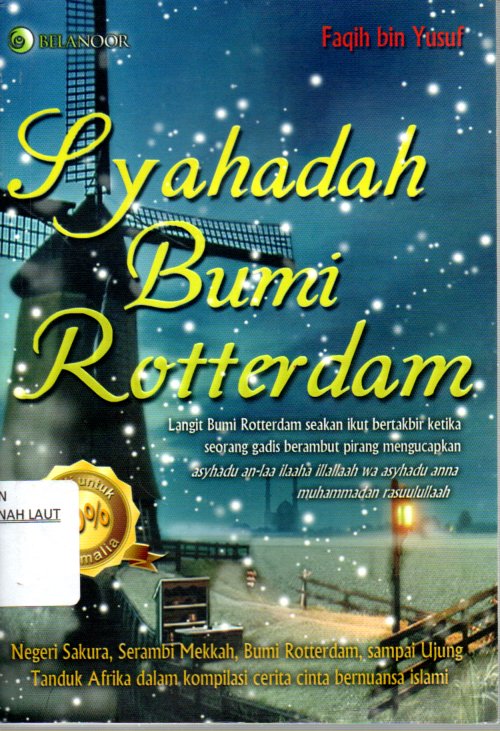 BELANOOR
Faqih bin Yusuf
Syahadah
Bumi
Rotterdam
Langit Bumi Rotterdam seakan ikut bertakbir ketika
seorang gadis berambut pirang mengucapkan
asyhadu an-laa ilaaha illallaah wa asyhadu anna
muhammadan rasuulullaah
untuk
NAH LAUT
malia
Negeri Sakura, Serambi Mekkah, Bumi Rotterdam, sampai Ujung
Tanduk Afrika dalam kompilasi cerita cinta bernuansa islami